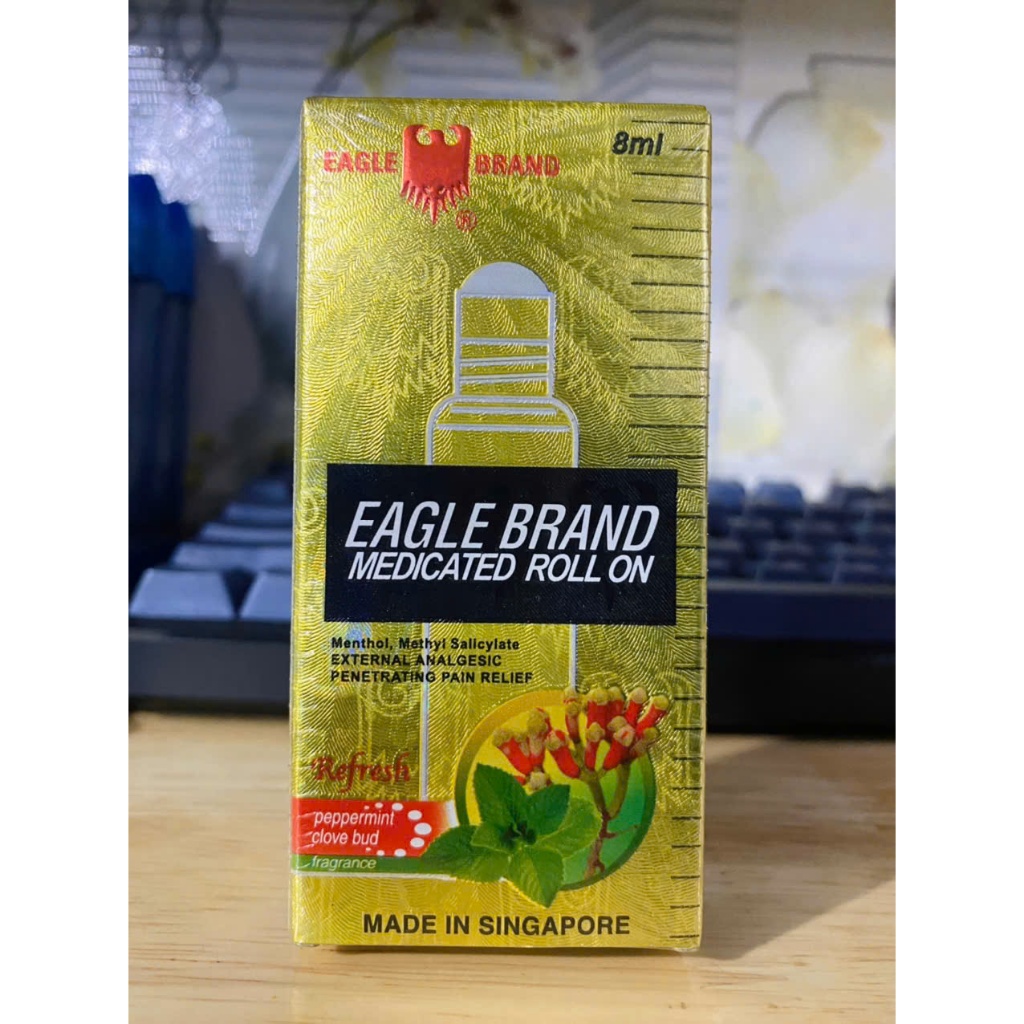 EAGLE BRAND
®
8ml
EAGLE BRAND
MEDICATED ROLL ON
Menthol, Methyl Salicylate
EXTERNAL ANALGESIC
PENETRATING PAIN RELIEF
Refresh
peppermint
clove bud
fragrance
MADE IN SINGAPORE